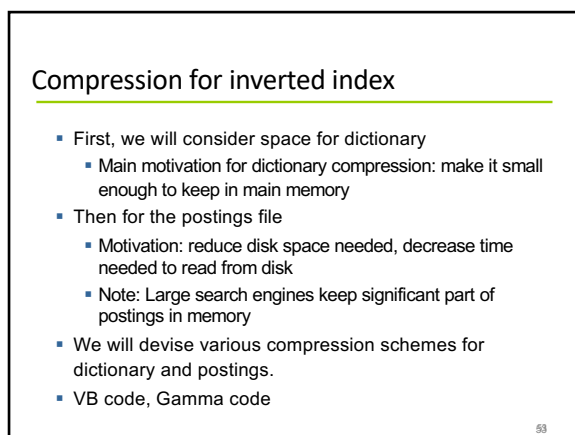 Compression for inverted index
▪ First, we will consider space for dictionary
▪ Main motivation for dictionary compression: make it small
enough to keep in main memory
▪ Then for the postings file
▪ Motivation: reduce disk space needed, decrease time
needed to read from disk
▪ Note: Large search engines keep significant part of
postings in memory
▪ We will devise various compression schemes for
dictionary and postings.
▪ VB code, Gamma code